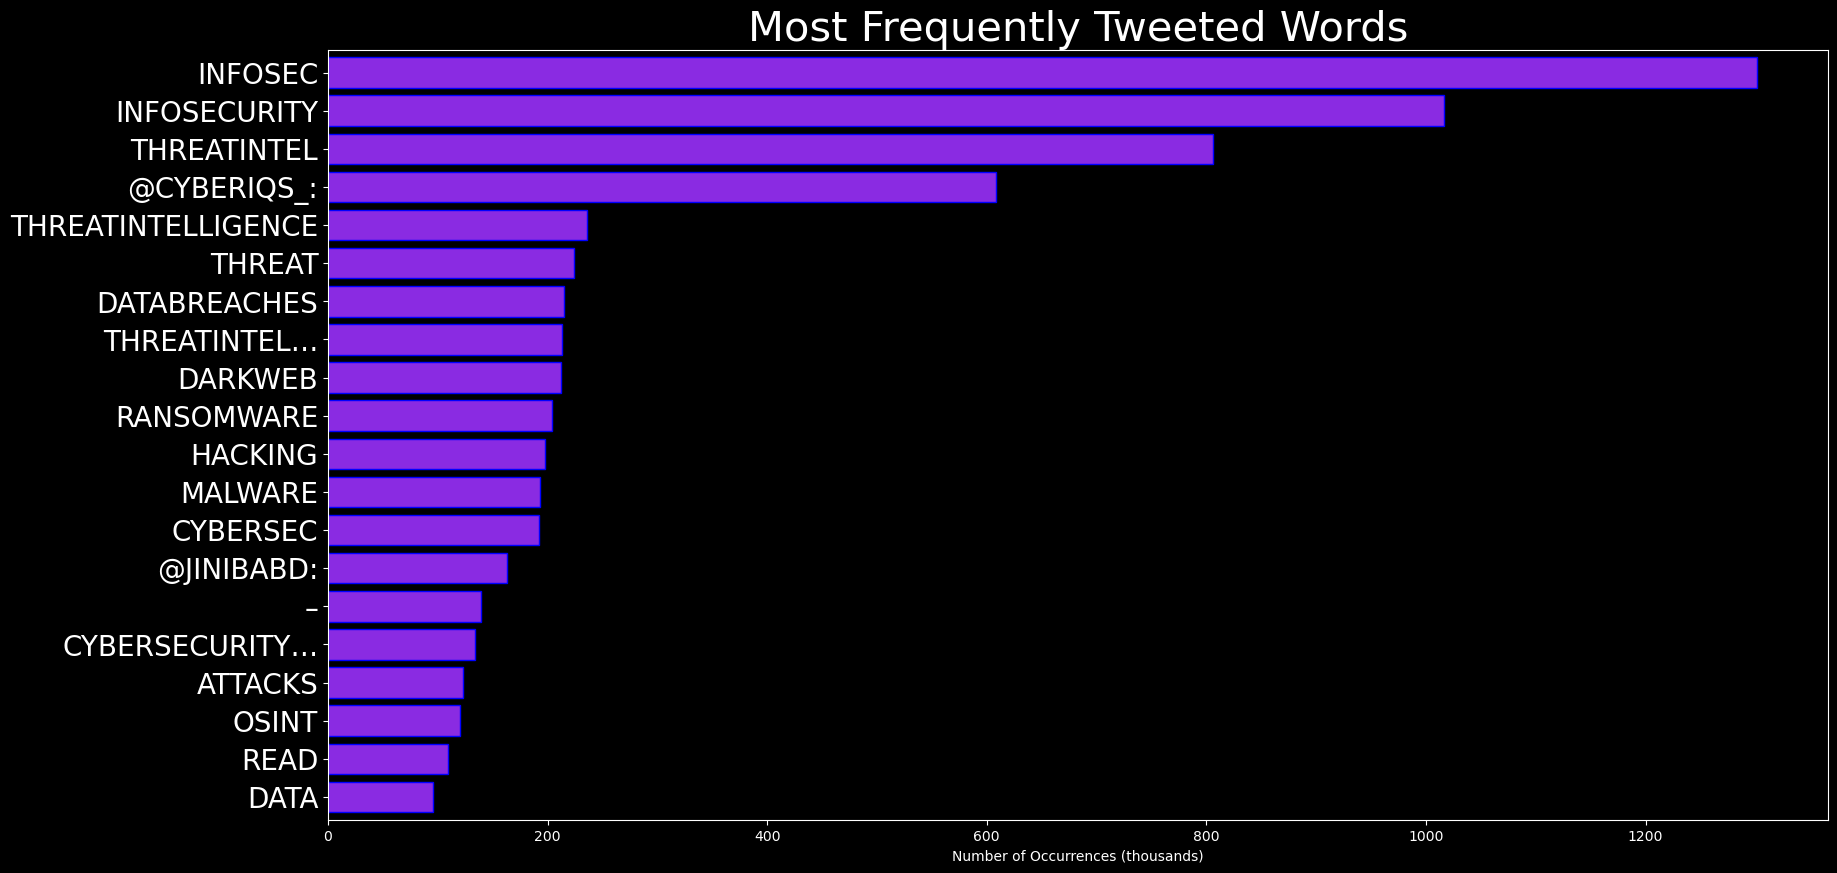 Most Frequently Tweeted Words
INFOSEC
INFOSECURITY
THREATINTEL
@CYBERIQS_:
THREATINTELLIGENCE
THREAT
DATABREACHES
THREATINTEL…
DARKWEB
RANSOMWARE
HACKING
MALWARE
CYBERSEC
@JINIBABD:
–
CYBERSECURITY…
ATTACKS
OSINT
READ
DATA
0 200 400 600 800 1000 1200
Number of Occurrences (thousands)